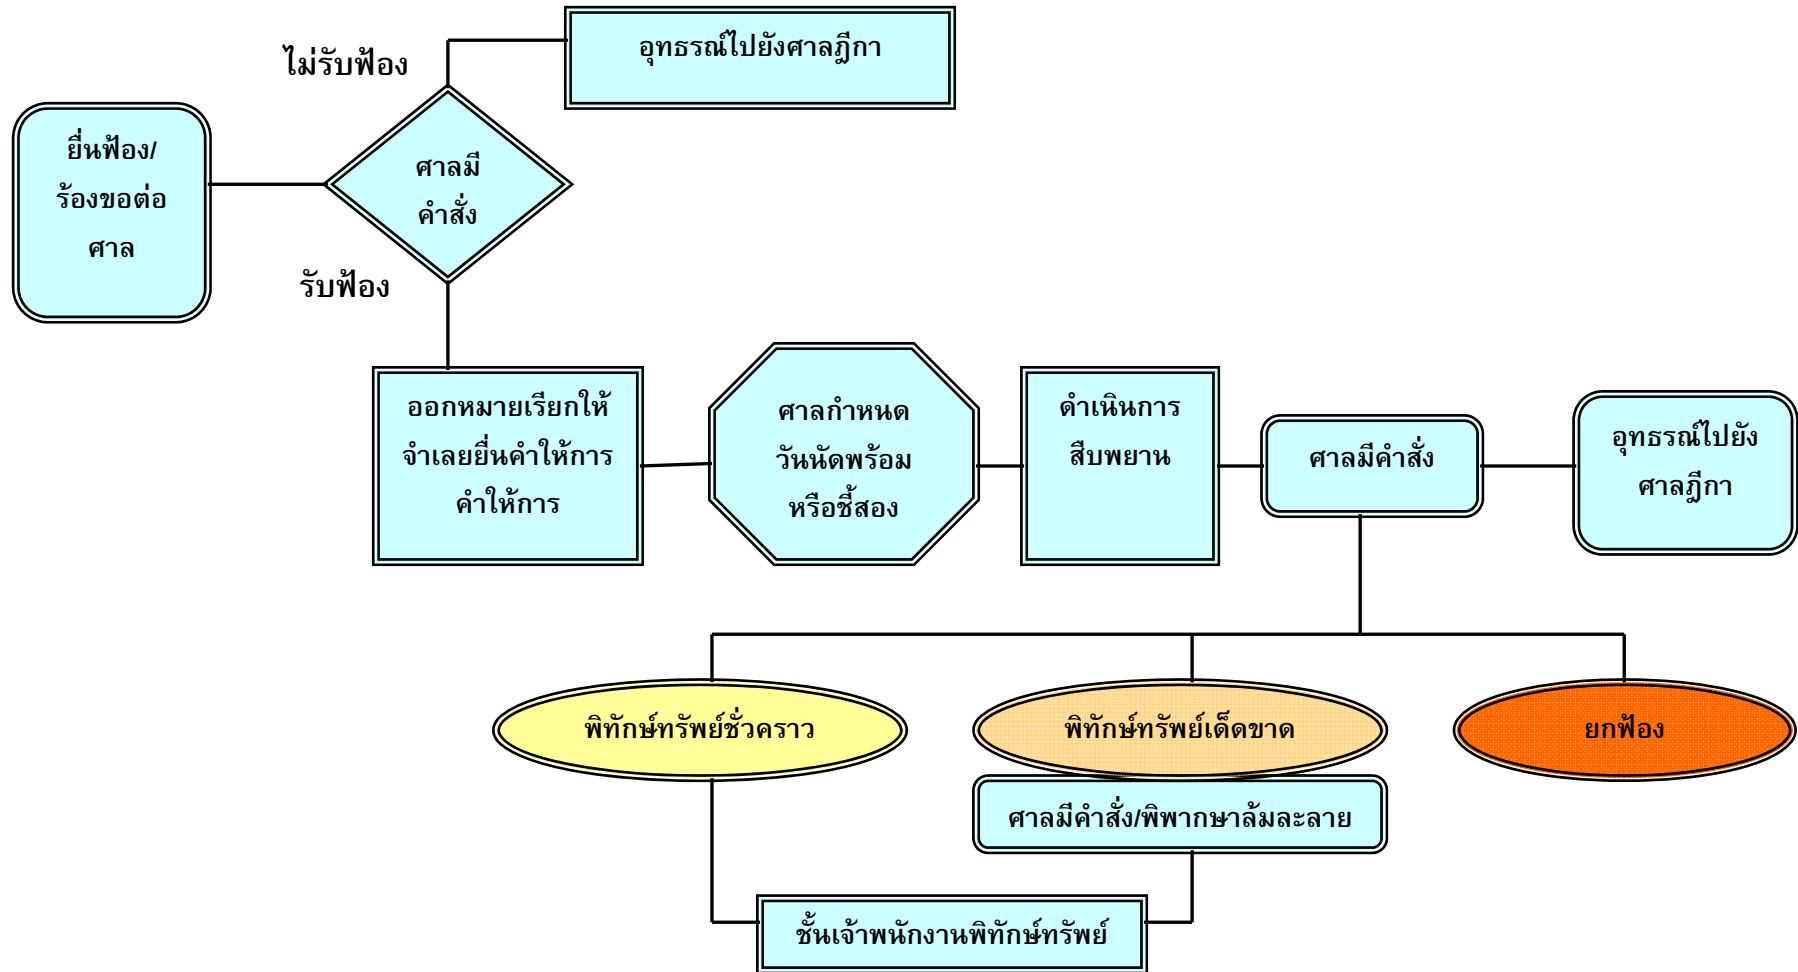 อุทธรณ์ไปยังศาลฎีกา
ไม่รับฟ้อง
ยื่นฟ้อง/
ร้องขอต่อ
ศาล
ศาลมี
คำสั่ง
รับฟ้อง
ออกหมายเรียกให้
จำเลยยื่นคำให้การ
คำให้การ
ศาลกำหนด
วันนัดพร้อม
หรือชี้สอง
ดำเนินการ
สืบพยาน
ศาลมีคำสั่ง
อุทธรณ์ไปยัง
ศาลฎีกา
พิทักษ์ทรัพย์ชั่วคราว
พิทักษ์ทรัพย์เด็ดขาด
ยกฟ้อง
ศาลมีคำสั่ง/พิพากษาล้มละลาย
ชั้นเจ้าพนักงานพิทักษ์ทรัพย์